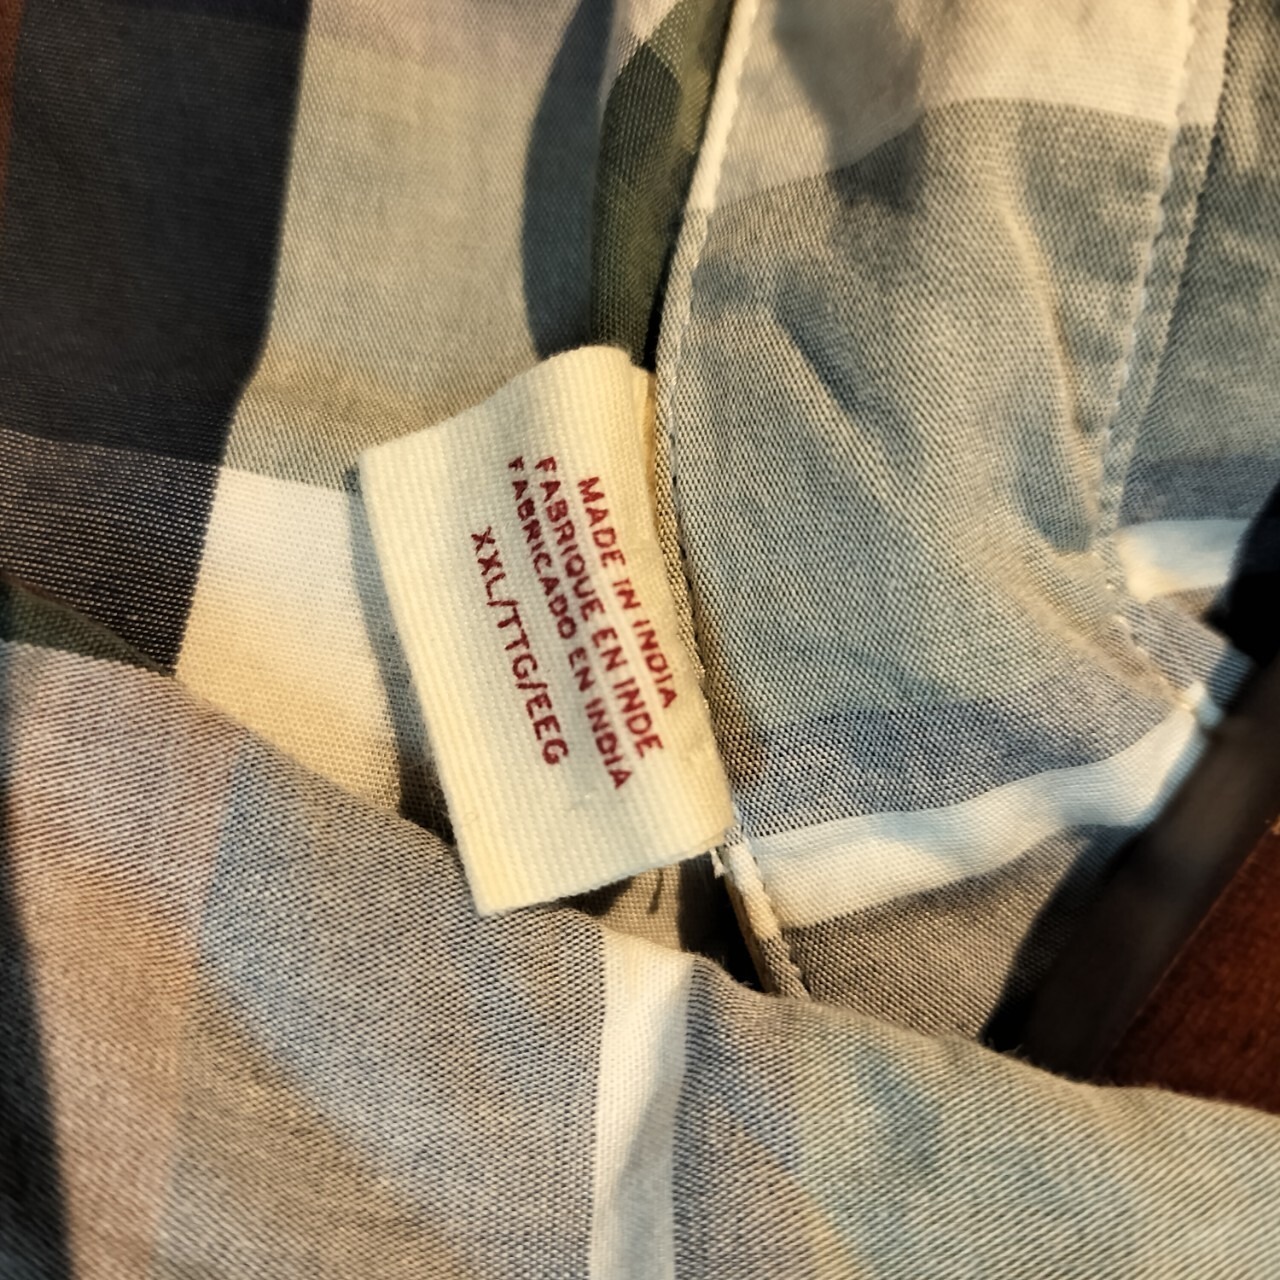 MADE IN INDIA
FABRIQUE EN INDE
FABRICADO EN INDIA
XXL/TTG/EEG